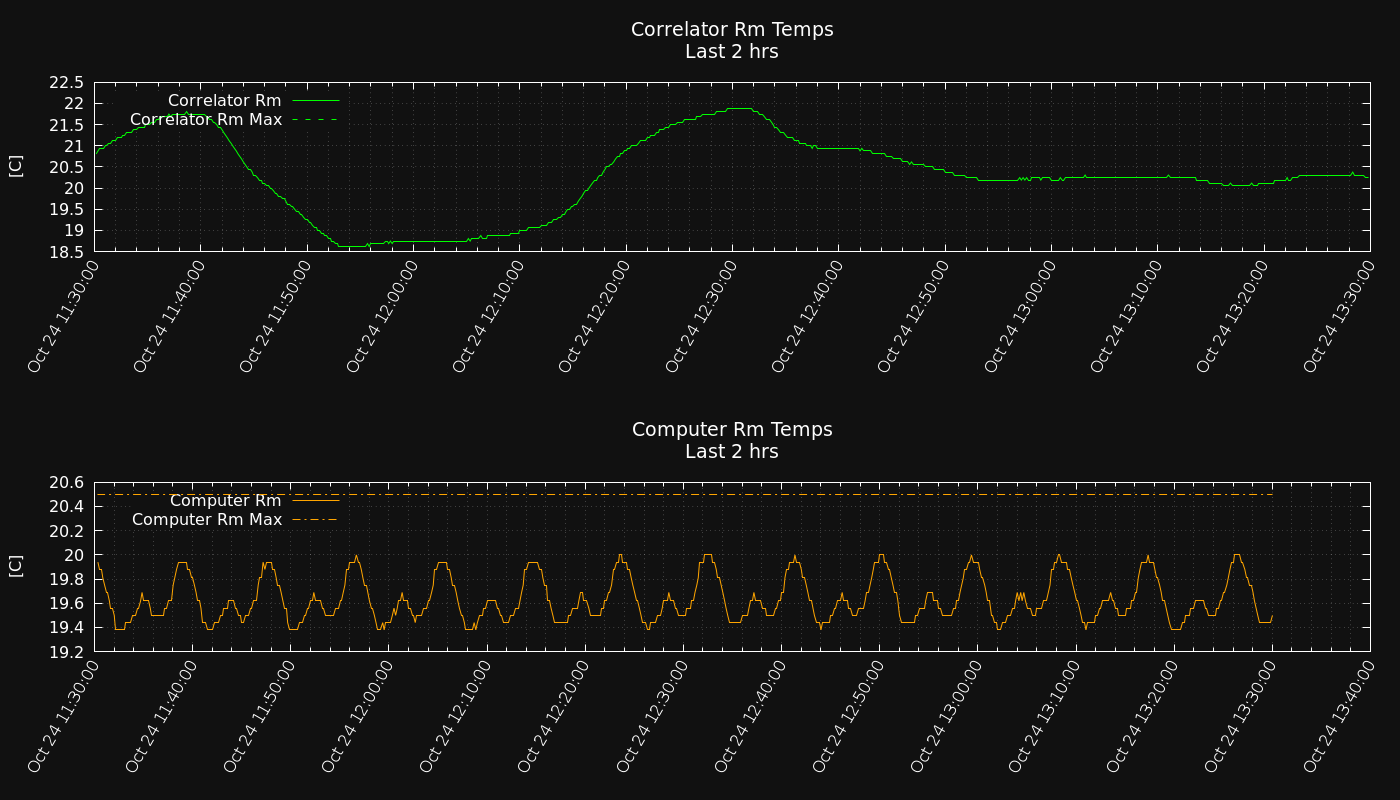 Correlator Rm Temps
Last 2 hrs
22.5
22
21.5
21
20.5
20
19.5
19
18.5
[C]
Correlator Rm
Correlator Rm Max
Oct 24 11:30:00
Oct 24 11:40:00
Oct 24 11:50:00
Oct 24 12:00:00
Oct 24 12:10:00
Oct 24 12:20:00
Oct 24 12:30:00
Oct 24 12:40:00
Oct 24 12:50:00
Oct 24 13:00:00
Oct 24 13:10:00
Oct 24 13:20:00
Oct 24 13:30:00
Computer Rm Temps
Last 2 hrs
20.6
20.4
20.2
20
19.8
19.6
19.4
19.2
[C]
Computer Rm
Computer Rm Max
Oct 24 11:30:00
Oct 24 11:40:00
Oct 24 11:50:00
Oct 24 12:00:00
Oct 24 12:10:00
Oct 24 12:20:00
Oct 24 12:30:00
Oct 24 12:40:00
Oct 24 12:50:00
Oct 24 13:00:00
Oct 24 13:10:00
Oct 24 13:20:00
Oct 24 13:30:00
Oct 24 13:40:00